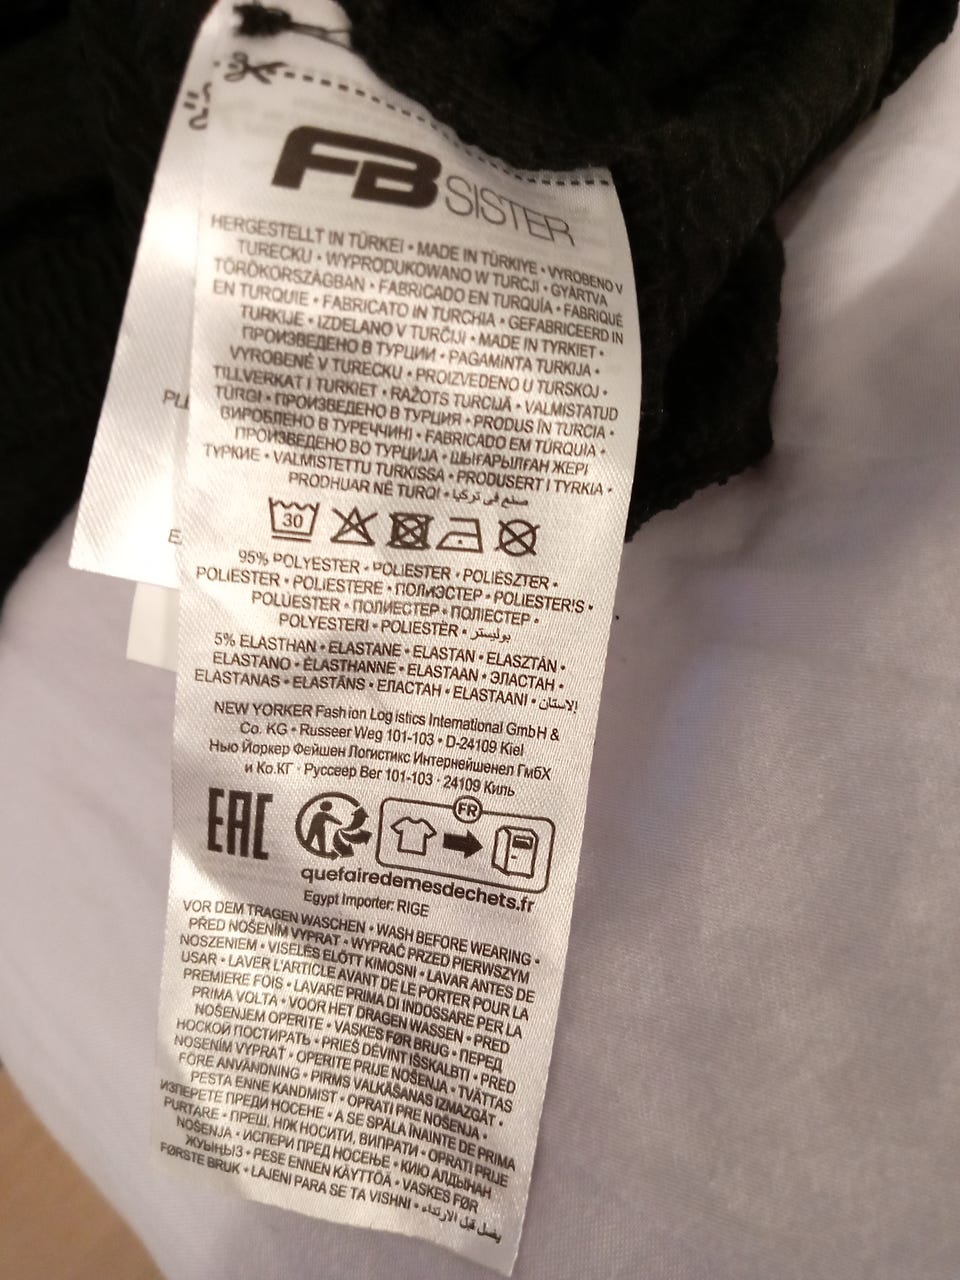 FB SISTER
HERGESTELLT IN TÜRKEI • MADE IN TÜRKIYE • VYROBENO V
TURECKU • WYPRODUKOWANO W TURCJI • GYÁRTVA
TÖRÖKORSZÁGBAN • FABRICADO EN TURQUÍA • FABRIQUÉ
EN TURQUIE • FABRICATO IN TURCHIA • GEFABRICEERD IN
TURKIJE • IZDELANO V TURČIJI • MADE IN TYRKIET •
ПРОИЗВЕДЕНО В ТУРЦИИ • PAGAMINTA TURKIJA •
VYROBENÉ V TURECKU • PROIZVEDENO U TURSKOJ •
TILLVERKAT I TURKIET • RAŽOTS TURCIJĀ • VALMISTATUD
TÜRGI • ПРОИЗВЕДЕНО В ТУРЦИЯ • PRODUS ÎN TURCIA •
ВИРОБЛЕНО В ТУРЕЧЧИНІ • FABRICADO EM TÚRQUIA •
ПРОИЗВЕДЕНО ВО ТУРЦИЈА • ШЫҒАРЫЛҒАН ЖЕРІ
ТҮРКИЕ • VALMISTETTU TURKISSA • PRODUSERT I TYRKIA •
PRODHUAR NË TURQI • صنع في تركيا
30
95% POLYESTER • POLIESTER • POLIÉSZTER •
POLIÉSTER • POLIESTERE • ПОЛИЭСТЕР • POLIESTERIS •
POLÜESTER • ПОЛИЕСТЕР • ПОЛІЕСТЕР •
POLYESTERI • POLIESTËR • بوليستر
5% ELASTHAN • ELASTANE • ELASTAN • ELASZTÁN •
ELASTANO • ÉLASTHANNE • ELASTAAN • ЭЛАСТАН •
ELASTANAS • ELASTĀNS • ЕЛАСТАН • ELASTAANI • الاستان
NEW YORKER Fashion Logistics International GmbH &
Co. KG • Russeer Weg 101-103 • D-24109 Kiel
Нью Йоркер Фейшен Логистикс Интернейшенел ГмбХ
и Ко.КГ · Руссеер Вег 101-103 · 24109 Киль
EAC
FR
quefairedemesdechets.fr
Egypt Importer: RIGE
VOR DEM TRAGEN WASCHEN • WASH BEFORE WEARING •
PŘED NOŠENÍM VYPRAT • WYPRAĆ PRZED PIERWSZYM
NOSZENIEM • VISELÉS ELŐTT KIMOSNI • LAVAR ANTES DE
USAR • LAVER L'ARTICLE AVANT DE LE PORTER POUR LA
PREMIERE FOIS • LAVARE PRIMA DI INDOSSARE PER LA
PRIMA VOLTA • VOOR HET DRAGEN WASSEN • PRED
NOŠENJEM OPERITE • VASKES FØR BRUG • ПЕРЕД
НОСКОЙ ПОСТИРАТЬ • PRIEŠ DĖVINT IŠSKALBTI • PRED
NOSENÍM VYPRAŤ • OPERITE PRIJE NOŠENJA • TVÄTTAS
FÖRE ANVÄNDNING • PIRMS VALKĀŠANAS IZMAZGĀT •
PESTA ENNE KANDMIST • OPRATI PRE NOŠENJA •
ИЗПЕРЕТЕ ПРЕДИ НОСЕНЕ • A SE SPĂLA ÎNAINTE DE PRIMA
PURTARE • ПРЕШ, НІЖ НОСИТИ, ВИПРАТИ • OPRATI PRIJE
NOŠENJA • ИСПЕРИ ПРЕД НОСЕЊЕ • КИЮ АЛДЫНАН
ЖУЫҢЫЗ • PESE ENNEN KÄYTTÖÄ • VASKES FØR
FØRSTE BRUK • LAJENI PARA SE TA VISHNI • يغسل قبل الارتداء